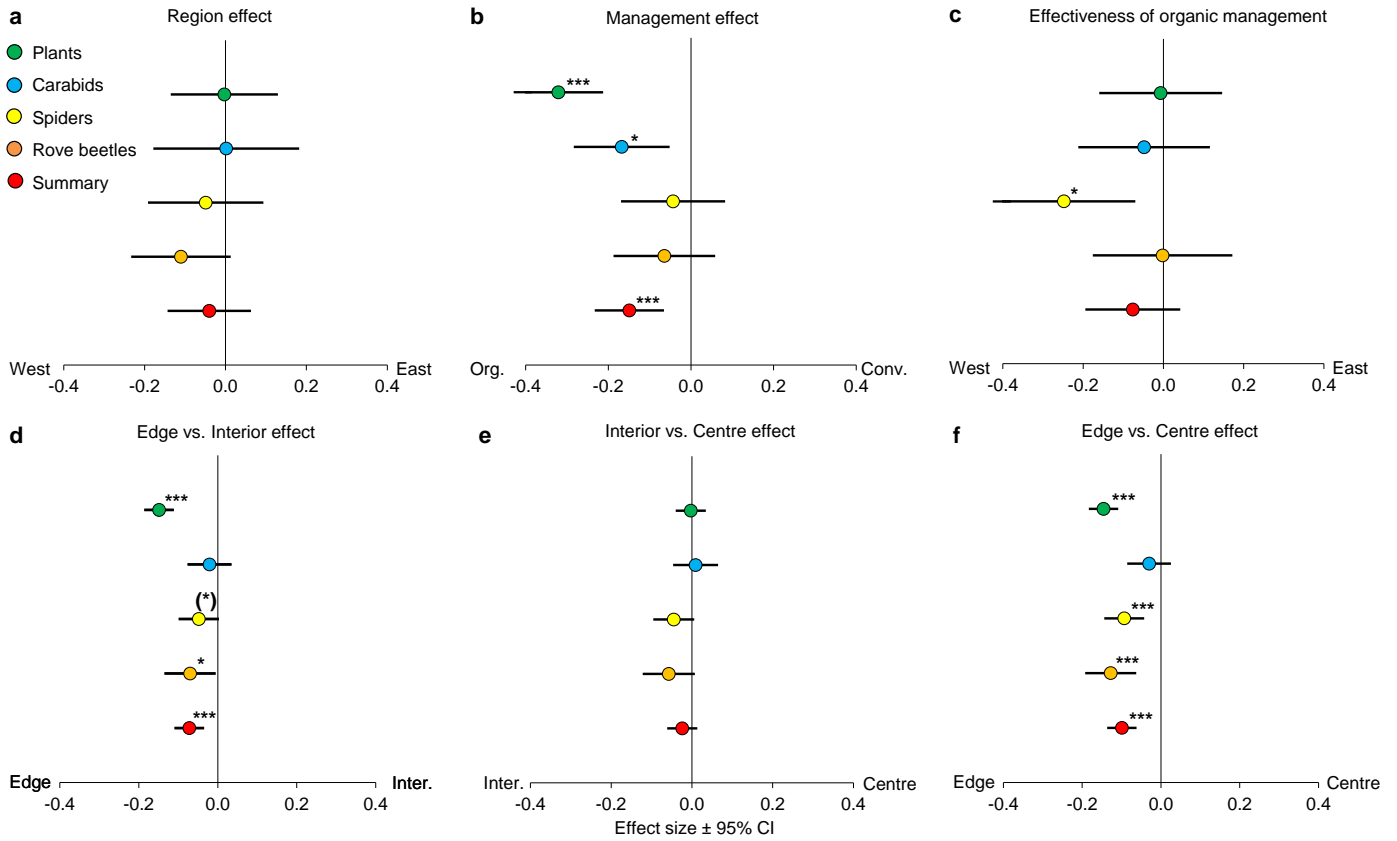 a
Region effect
Plants
Carabids
Spiders
Rove beetles
Summary
West
East
-0.4
-0.2
0.0
0.2
0.4
b
Management effect
***
*
***
Org.
Conv.
-0.4
-0.2
0.0
0.2
0.4
c
Effectiveness of organic management
*
West
East
-0.4
-0.2
0.0
0.2
0.4
d
Edge vs. Interior effect
***
(*)
*
***
Edge
Inter.
-0.4
-0.2
0.0
0.2
0.4
e
Interior vs. Centre effect
Inter.
Centre
-0.4
-0.2
0.0
0.2
0.4
Effect size ± 95% CI
f
Edge vs. Centre effect
***
***
***
***
Edge
Centre
-0.4
-0.2
0.0
0.2
0.4